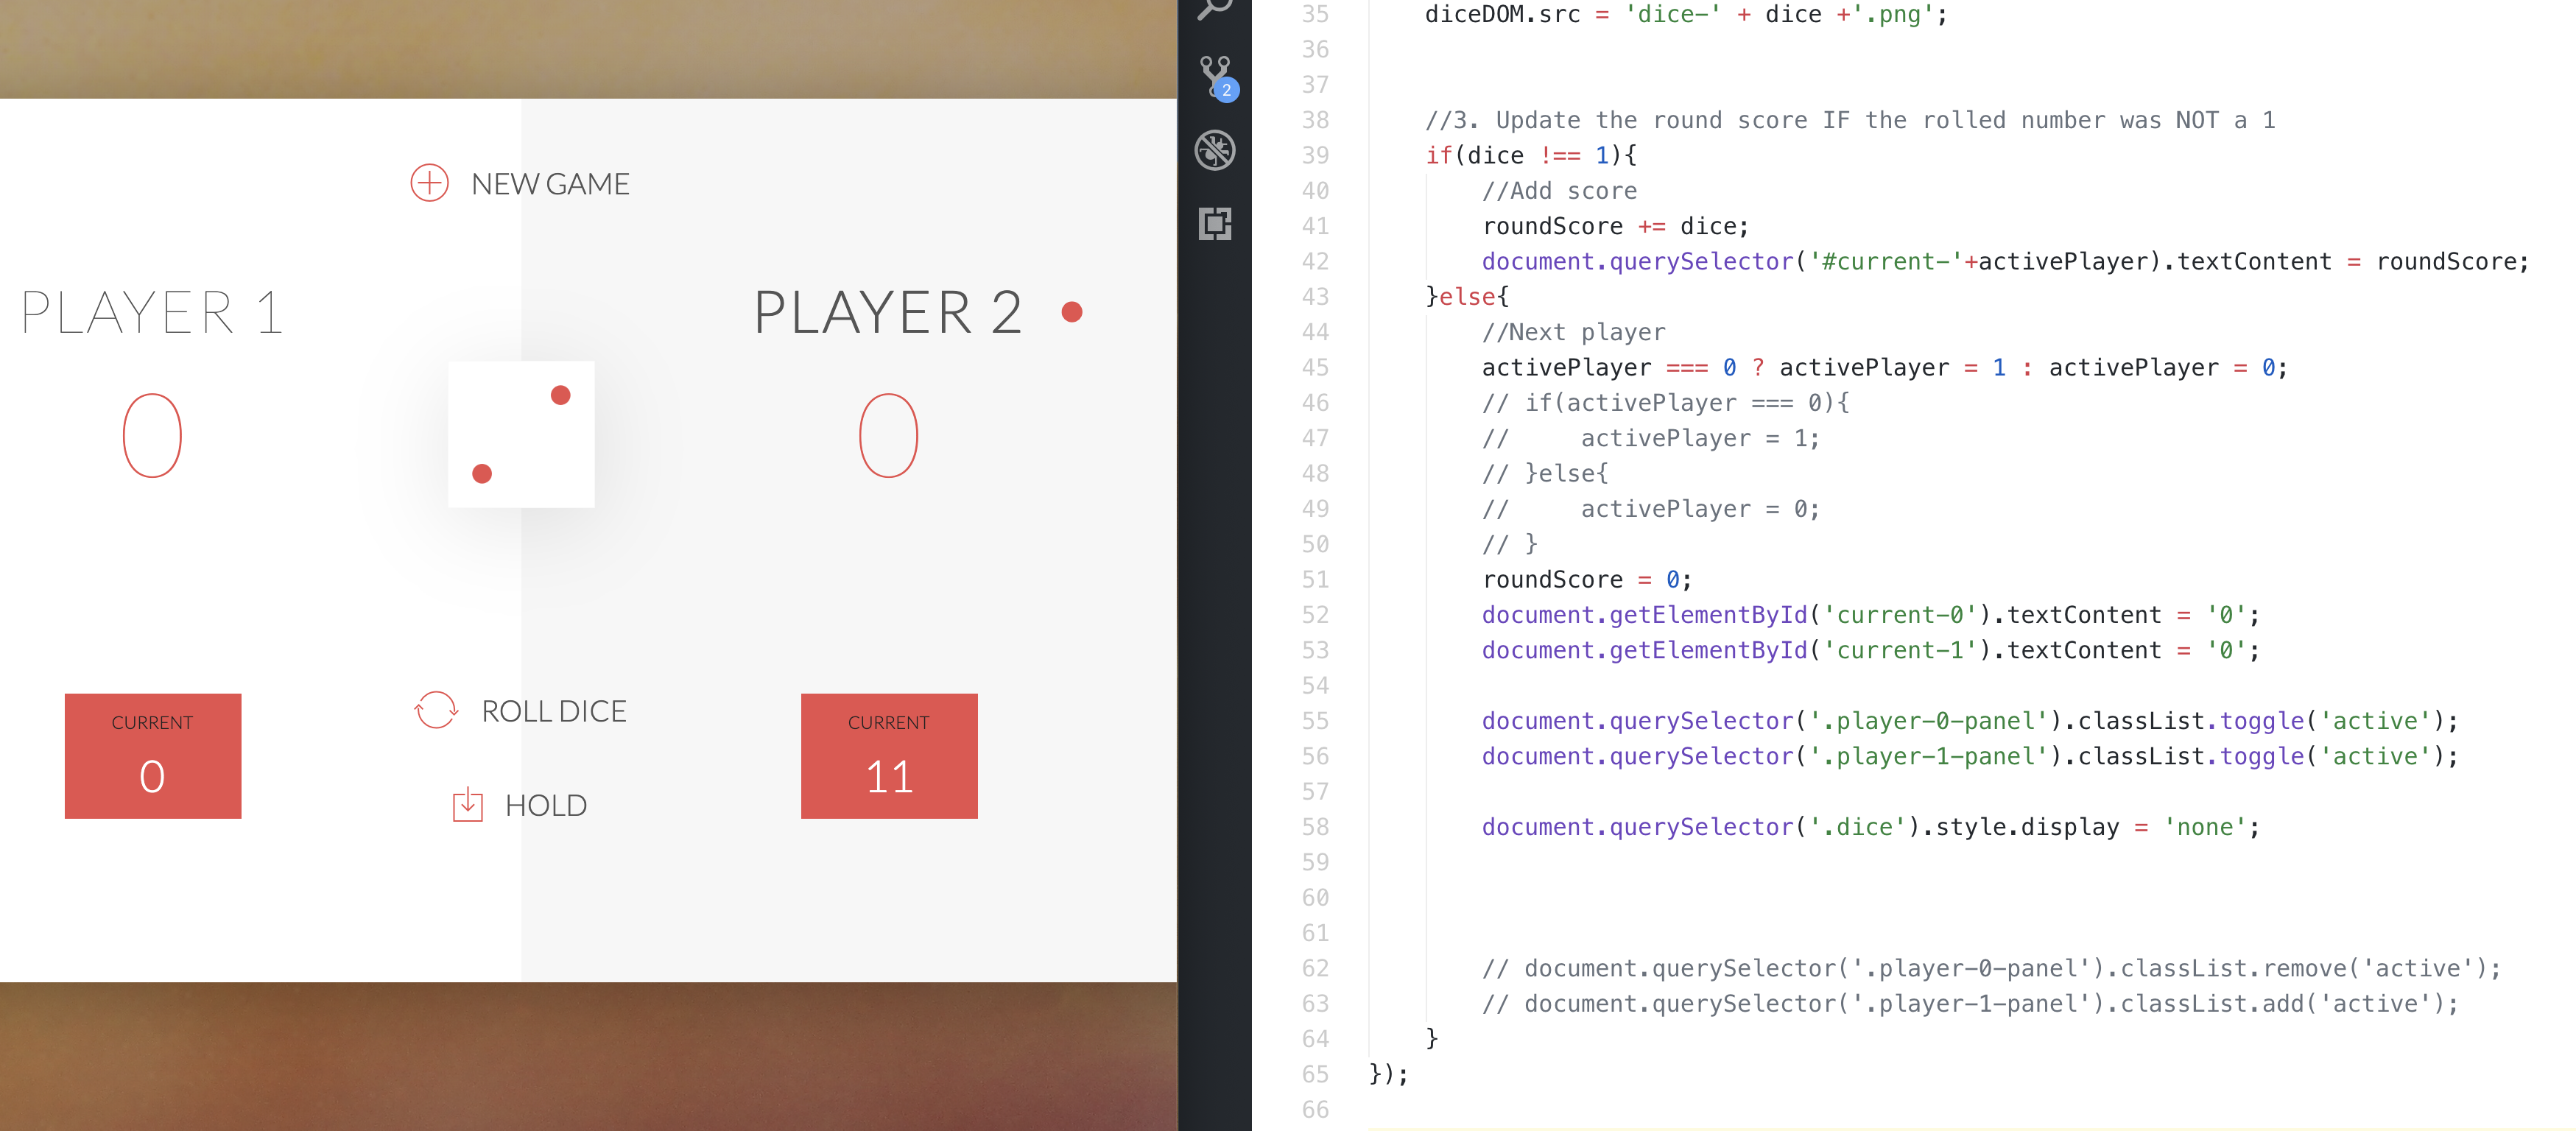 NEW GAME
PLAYER 1
PLAYER 2
0
0
CURRENT
0
ROLL DICE
HOLD
CURRENT
11
2
35 diceDOM.src = 'dice-' + dice +'.png';
36
37
38 //3. Update the round score IF the rolled number was NOT a 1
39 if(dice !== 1){
40 //Add score
41 roundScore += dice;
42 document.querySelector('#current-'+activePlayer).textContent = roundScore;
43 }else{
44 //Next player
45 activePlayer === 0 ? activePlayer = 1 : activePlayer = 0;
46 // if(activePlayer === 0){
47 //     activePlayer = 1;
48 // }else{
49 //     activePlayer = 0;
50 // }
51 roundScore = 0;
52 document.getElementById('current-0').textContent = '0';
53 document.getElementById('current-1').textContent = '0';
54
55 document.querySelector('.player-0-panel').classList.toggle('active');
56 document.querySelector('.player-1-panel').classList.toggle('active');
57
58 document.querySelector('.dice').style.display = 'none';
59
60
61
62 // document.querySelector('.player-0-panel').classList.remove('active');
63 // document.querySelector('.player-1-panel').classList.add('active');
64 }
65 });
66